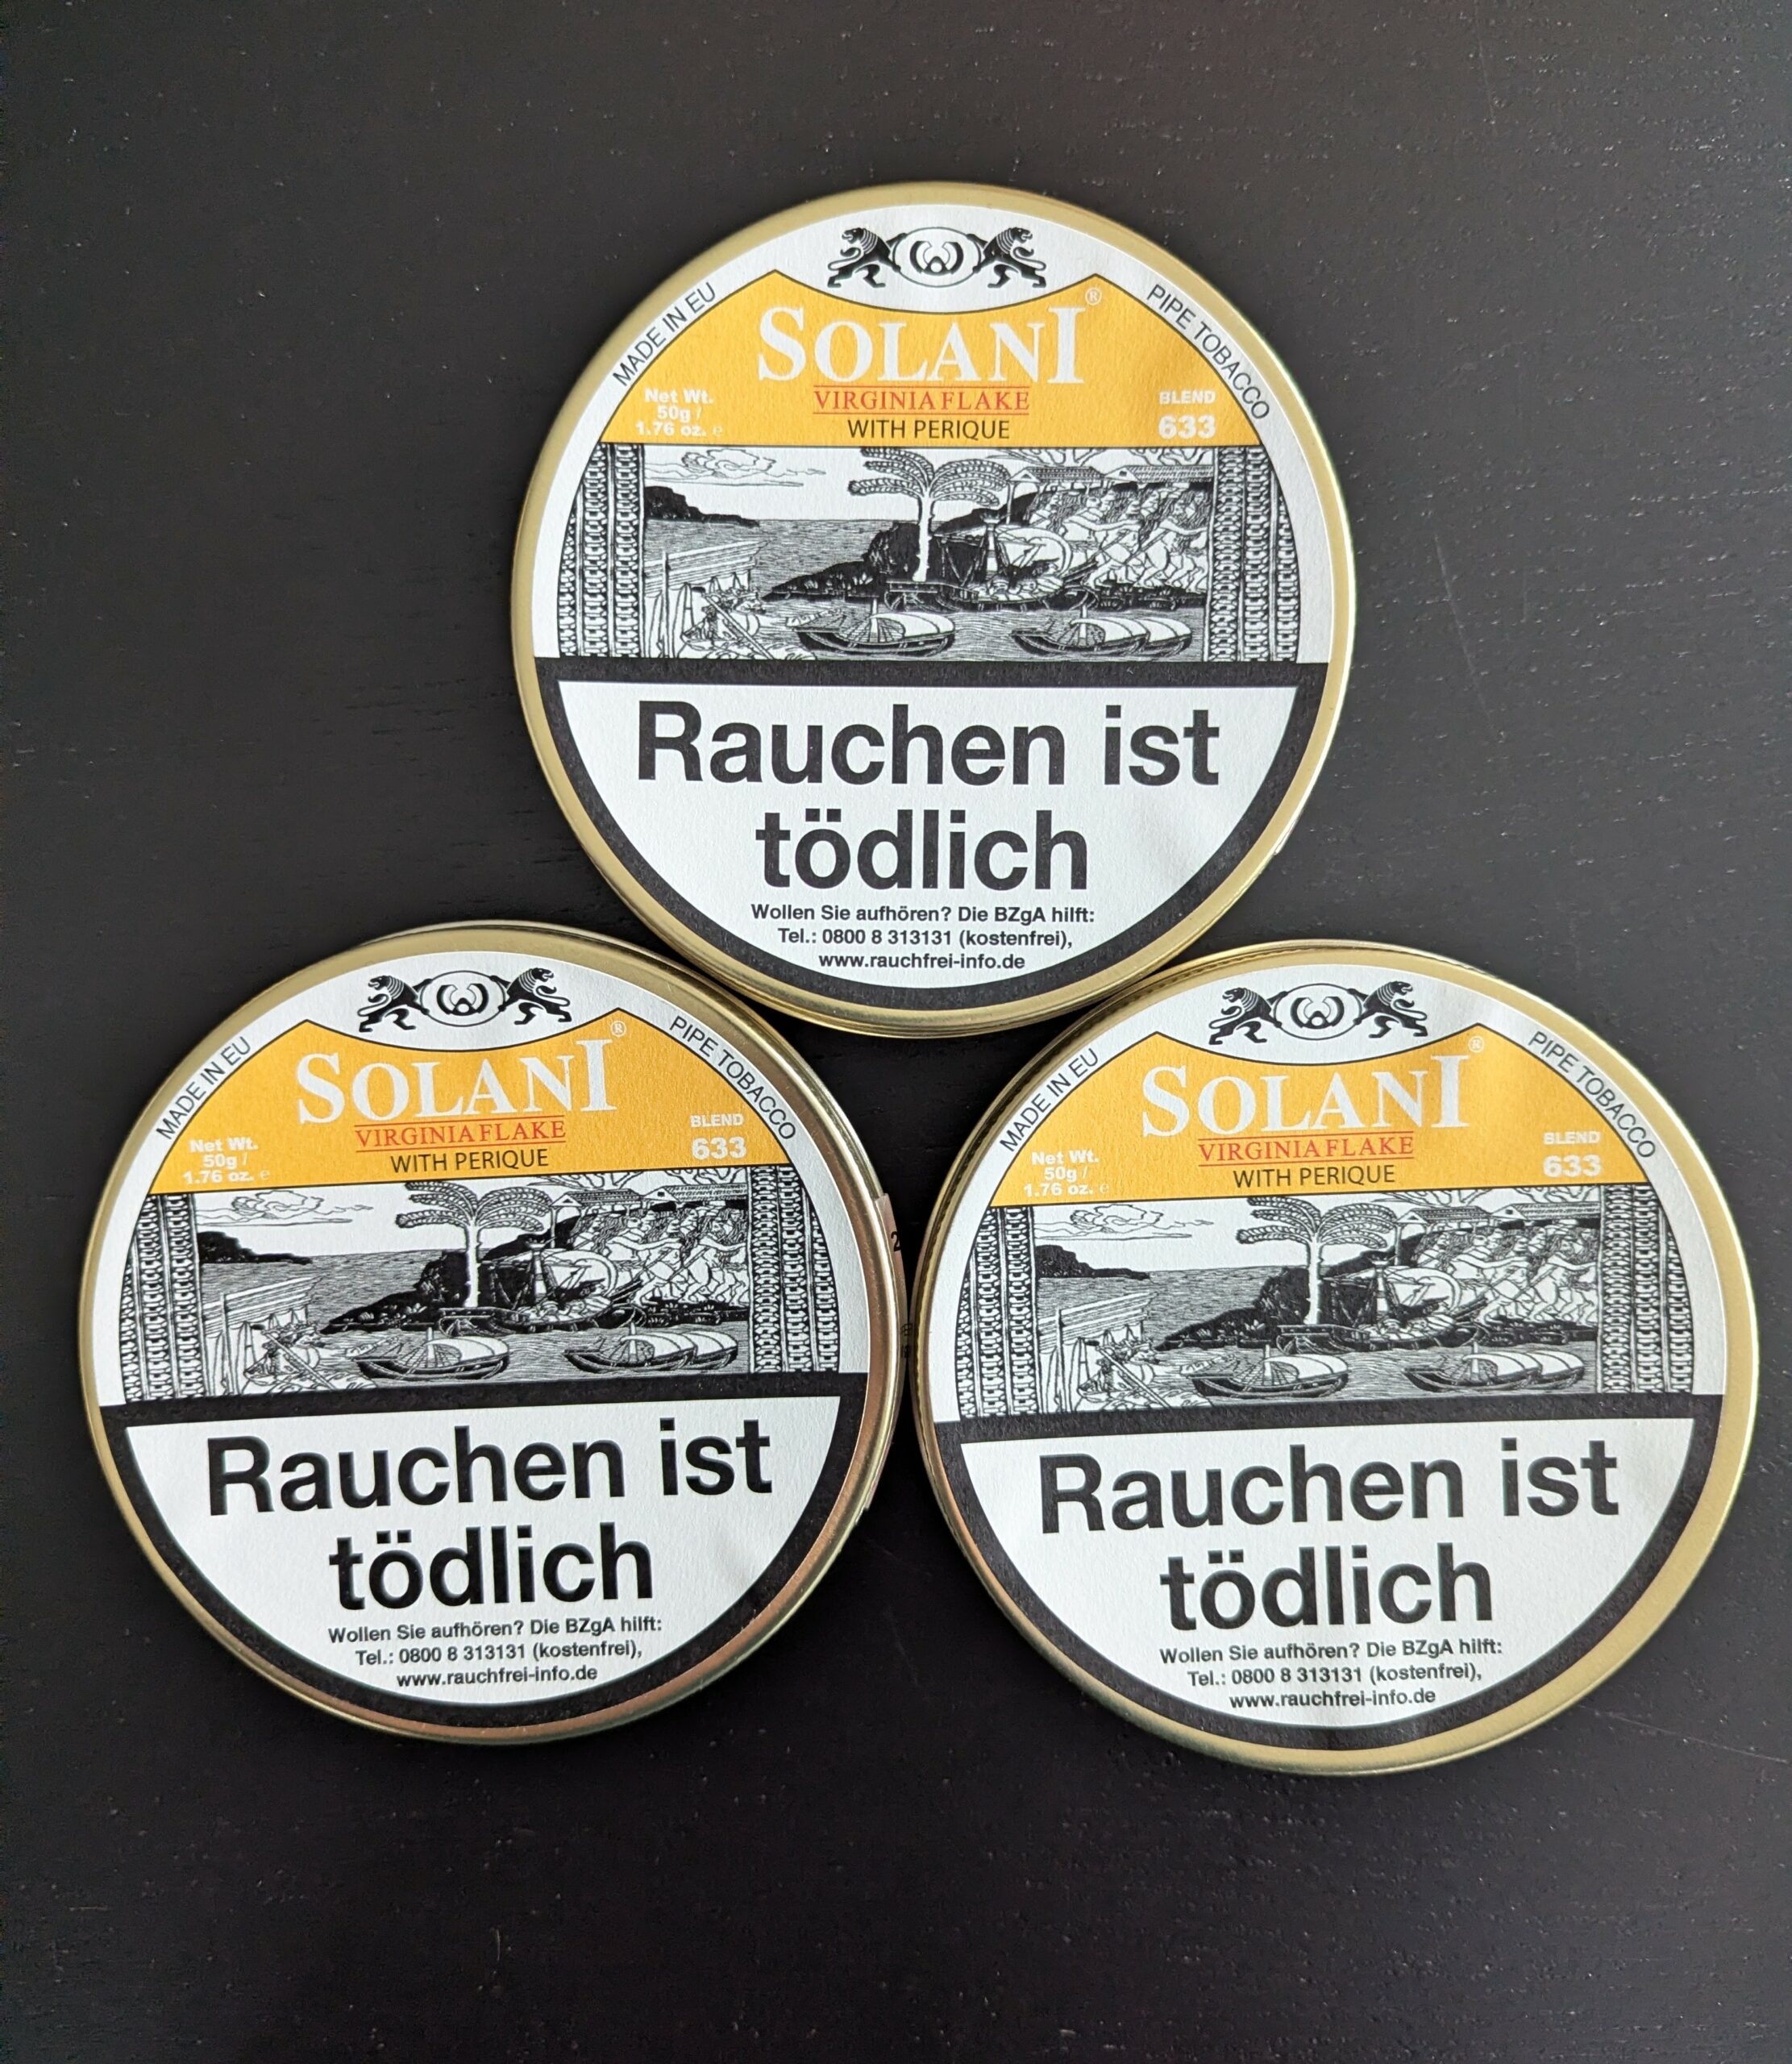 MADE IN EU
PIPE TOBACCO
SOLANI®
VIRGINIA FLAKE
WITH PERIQUE
Net Wt.
50g /
1.76 oz. ℮
BLEND
633
Rauchen ist
tödlich
Wollen Sie aufhören? Die BZgA hilft:
Tel.: 0800 8 313131 (kostenfrei),
www.rauchfrei-info.de
MADE IN EU
PIPE TOBACCO
SOLANI®
VIRGINIA FLAKE
WITH PERIQUE
Net Wt.
50g /
1.76 oz. ℮
BLEND
633
Rauchen ist
tödlich
Wollen Sie aufhören? Die BZgA hilft:
Tel.: 0800 8 313131 (kostenfrei),
www.rauchfrei-info.de
MADE IN EU
PIPE TOBACCO
SOLANI®
VIRGINIA FLAKE
WITH PERIQUE
Net Wt.
50g /
1.76 oz. ℮
BLEND
633
Rauchen ist
tödlich
Wollen Sie aufhören? Die BZgA hilft:
Tel.: 0800 8 313131 (kostenfrei),
www.rauchfrei-info.de